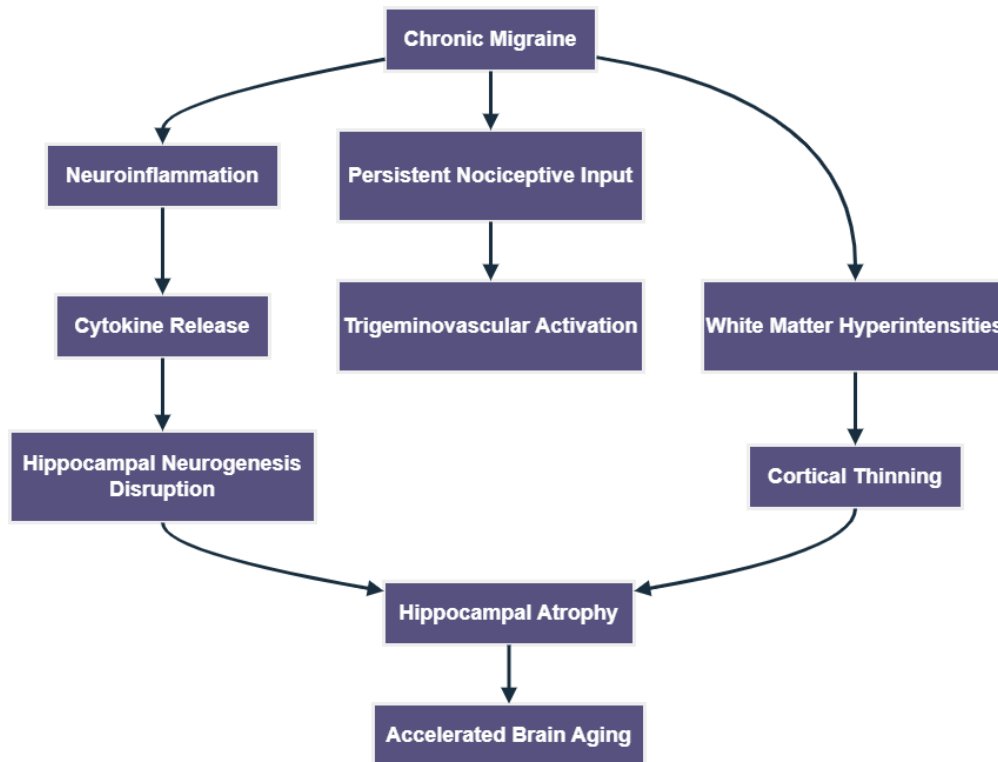 Chronic Migraine
Neuroinflammation
Persistent Nociceptive Input
Cytokine Release
Trigeminovascular Activation
White Matter Hyperintensities
Hippocampal Neurogenesis
Disruption
Cortical Thinning
Hippocampal Atrophy
Accelerated Brain Aging